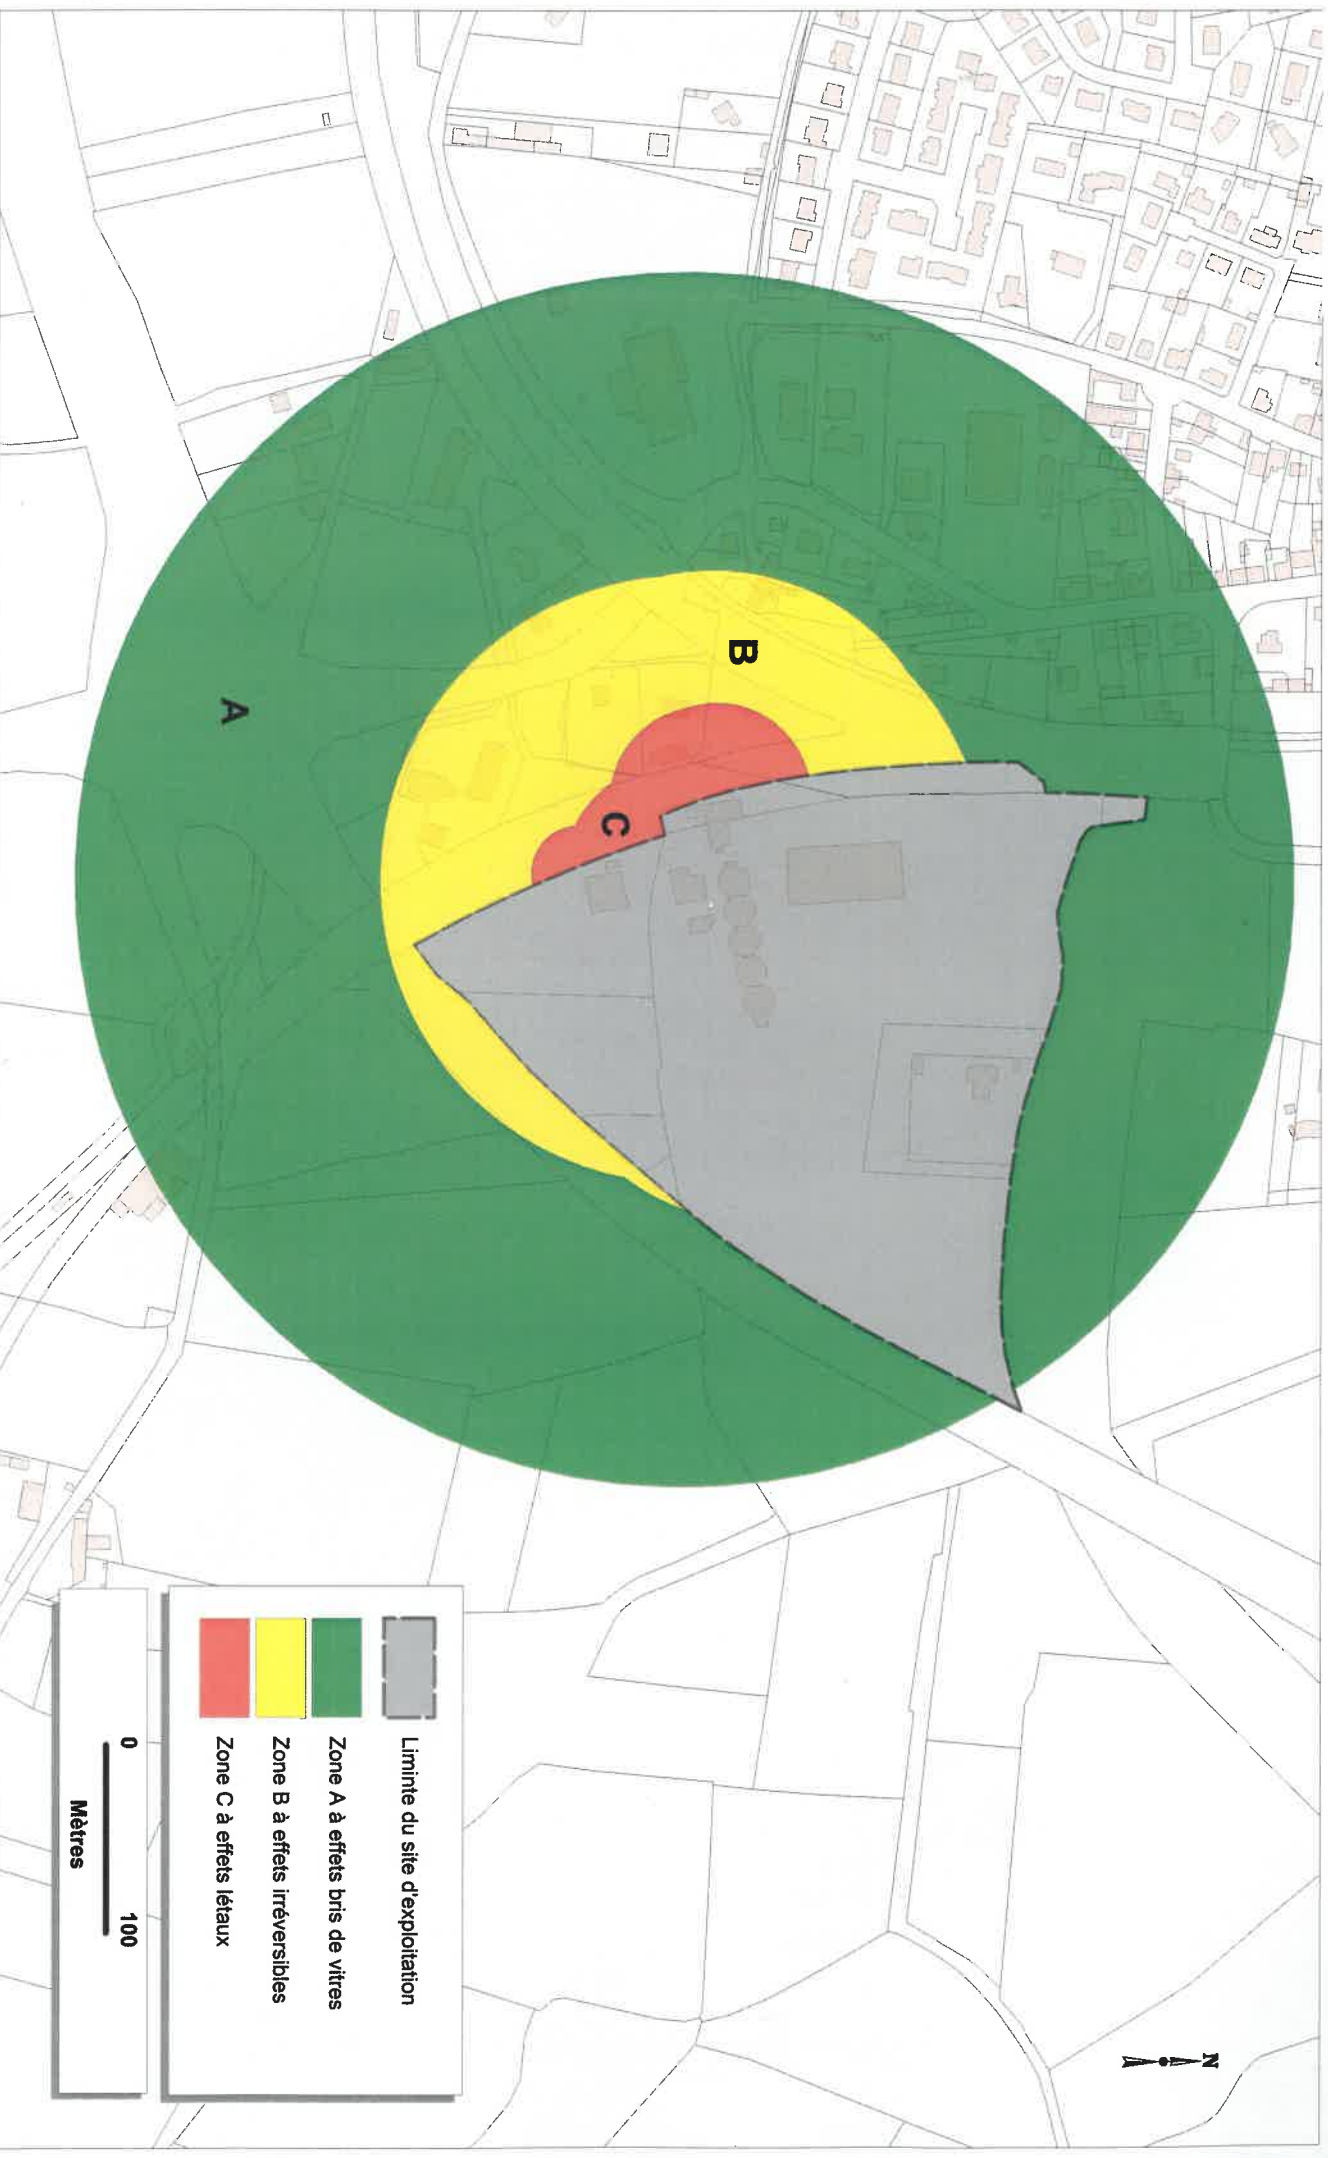 N
B
A
C
Liminte du site d'exploitation
Zone A à effets bris de vitres
Zone B à effets irréversibles
Zone C à effets létaux
0 100
Mètres